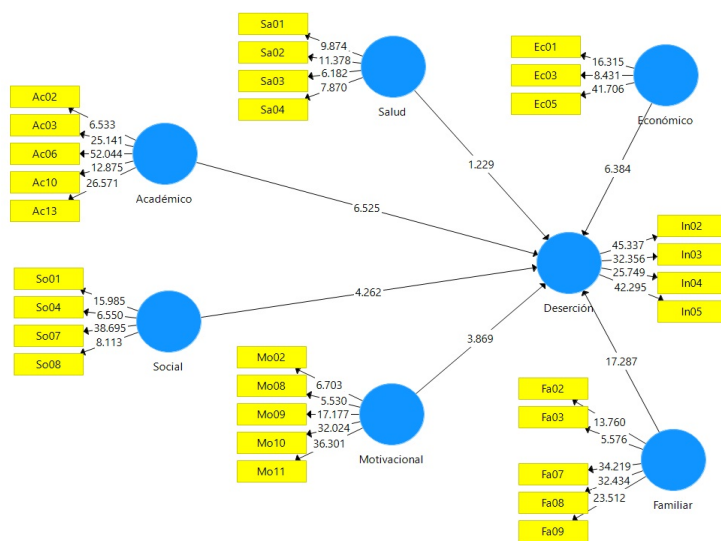 Sa01
Sa02
Sa03
Sa04
9.874
11.378
6.182
7.870
Salud
Ec01
Ec03
Ec05
16.315
8.431
41.706
Económico
Ac02
Ac03
Ac06
Ac10
Ac13
6.533
25.141
52.044
12.875
26.571
Académico
1.229
6.384
6.525
In02
In03
In04
In05
45.337
32.356
25.749
42.295
Deserción
So01
So04
So07
So08
15.985
6.550
38.695
8.113
Social
4.262
3.869
17.287
Mo02
Mo08
Mo09
Mo10
Mo11
6.703
5.530
17.177
32.024
36.301
Motivacional
Fa02
Fa03
Fa07
Fa08
Fa09
13.760
5.576
34.219
32.434
23.512
Familiar